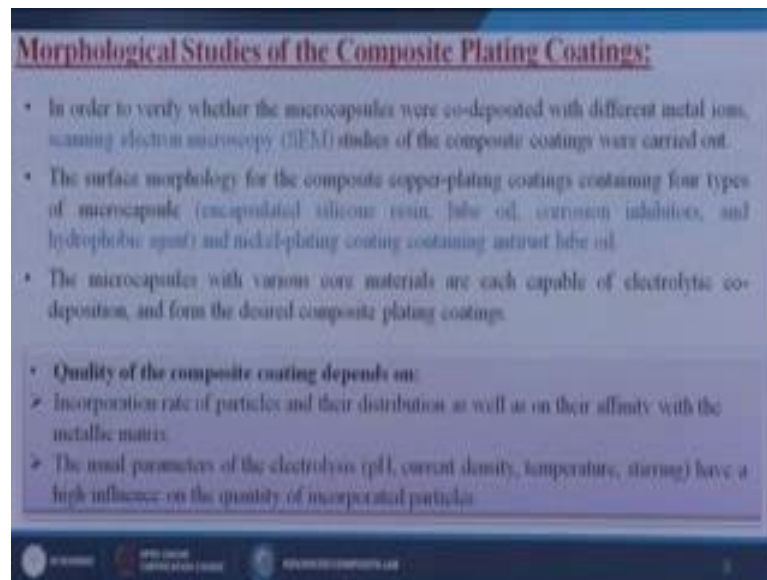 Morphological Studies of the Composite Plating Coatings:
• In order to verify whether the microcapsules were co-deposited with different metal ions,
scanning electron microscopy (SEM) studies of the composite coatings were carried out.
• The surface morphology for the composite copper-plating coatings containing four types
of microcapsule (encapsulated silicone resin, lube oil, corrosion inhibitors, and
hydrophobic agent) and nickel-plating coating containing antirust lube oil.
• The microcapsules with various core materials are each capable of electrolytic co-
deposition, and form the desired composite plating coatings.
• Quality of the composite coating depends on:
➢ Incorporation rate of particles and their distribution as well as on their affinity with the
metallic matrix.
➢ The usual parameters of the electrolysis (pH, current density, temperature, stirring) have a
high influence on the quantity of incorporated particles.